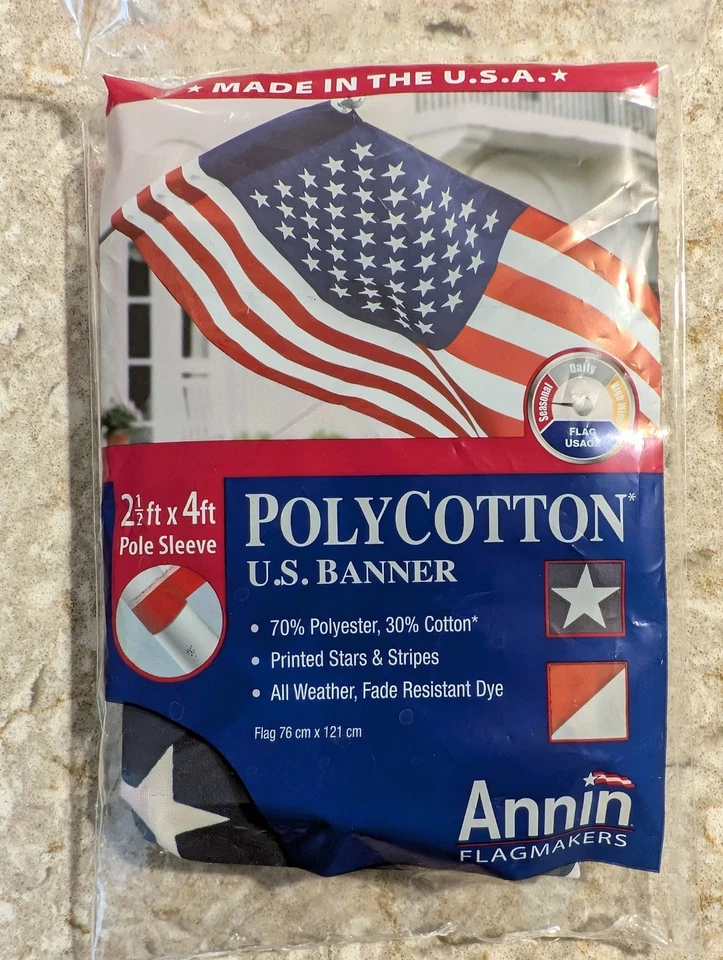 ★ MADE IN THE U.S.A. ★
Seasonal
Daily
FLAG
USAGE
2½ft x 4ft
Pole Sleeve
POLYCOTTON*
U.S. BANNER
• 70% Polyester, 30% Cotton*
• Printed Stars & Stripes
• All Weather, Fade Resistant Dye
Flag 76 cm x 121 cm
Annin
FLAGMAKERS